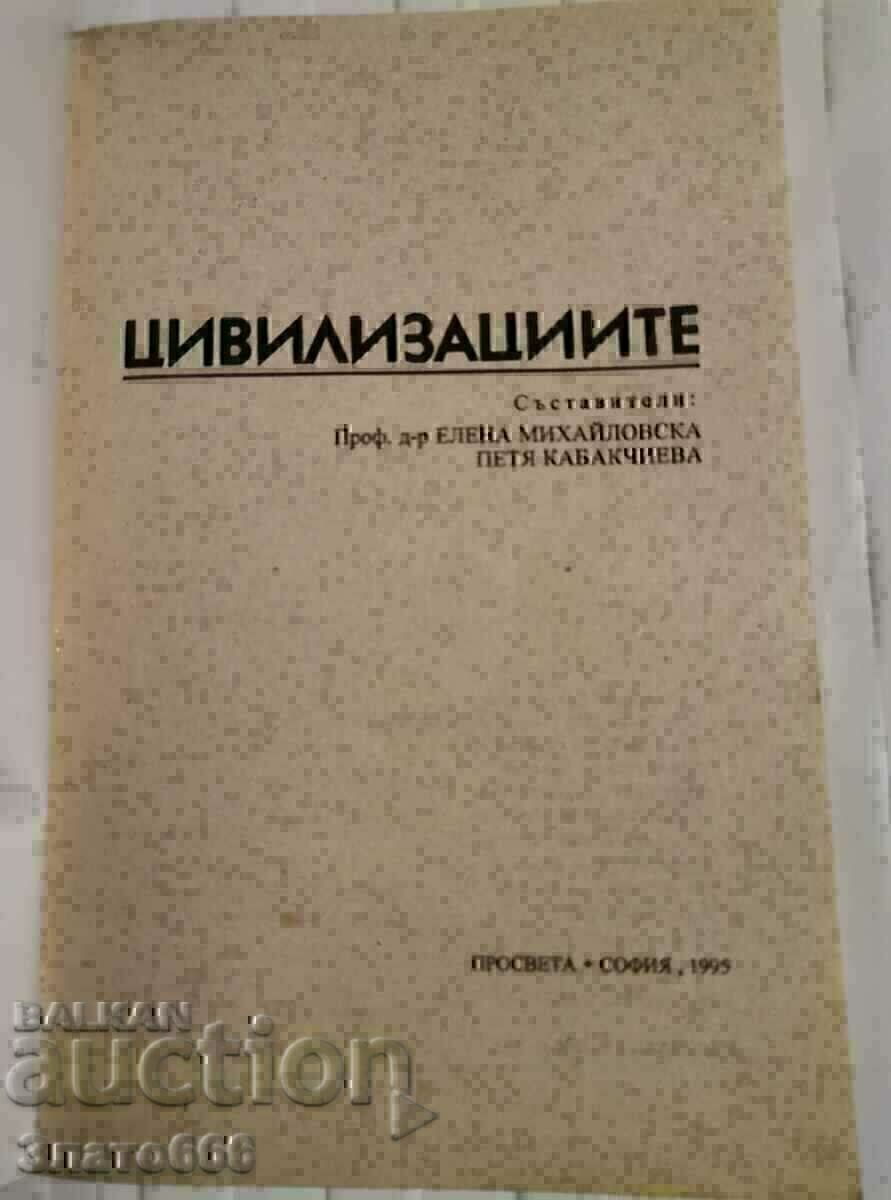 ЦИВИЛИЗАЦИИТЕ
Съставители:
Проф. д-р ЕЛЕНА МИХАЙЛОВСКА
ПЕТЯ КАБАКЧИЕВА
ПРОСВЕТА • СОФИЯ, 1995
BALKAN
auction
Злато666